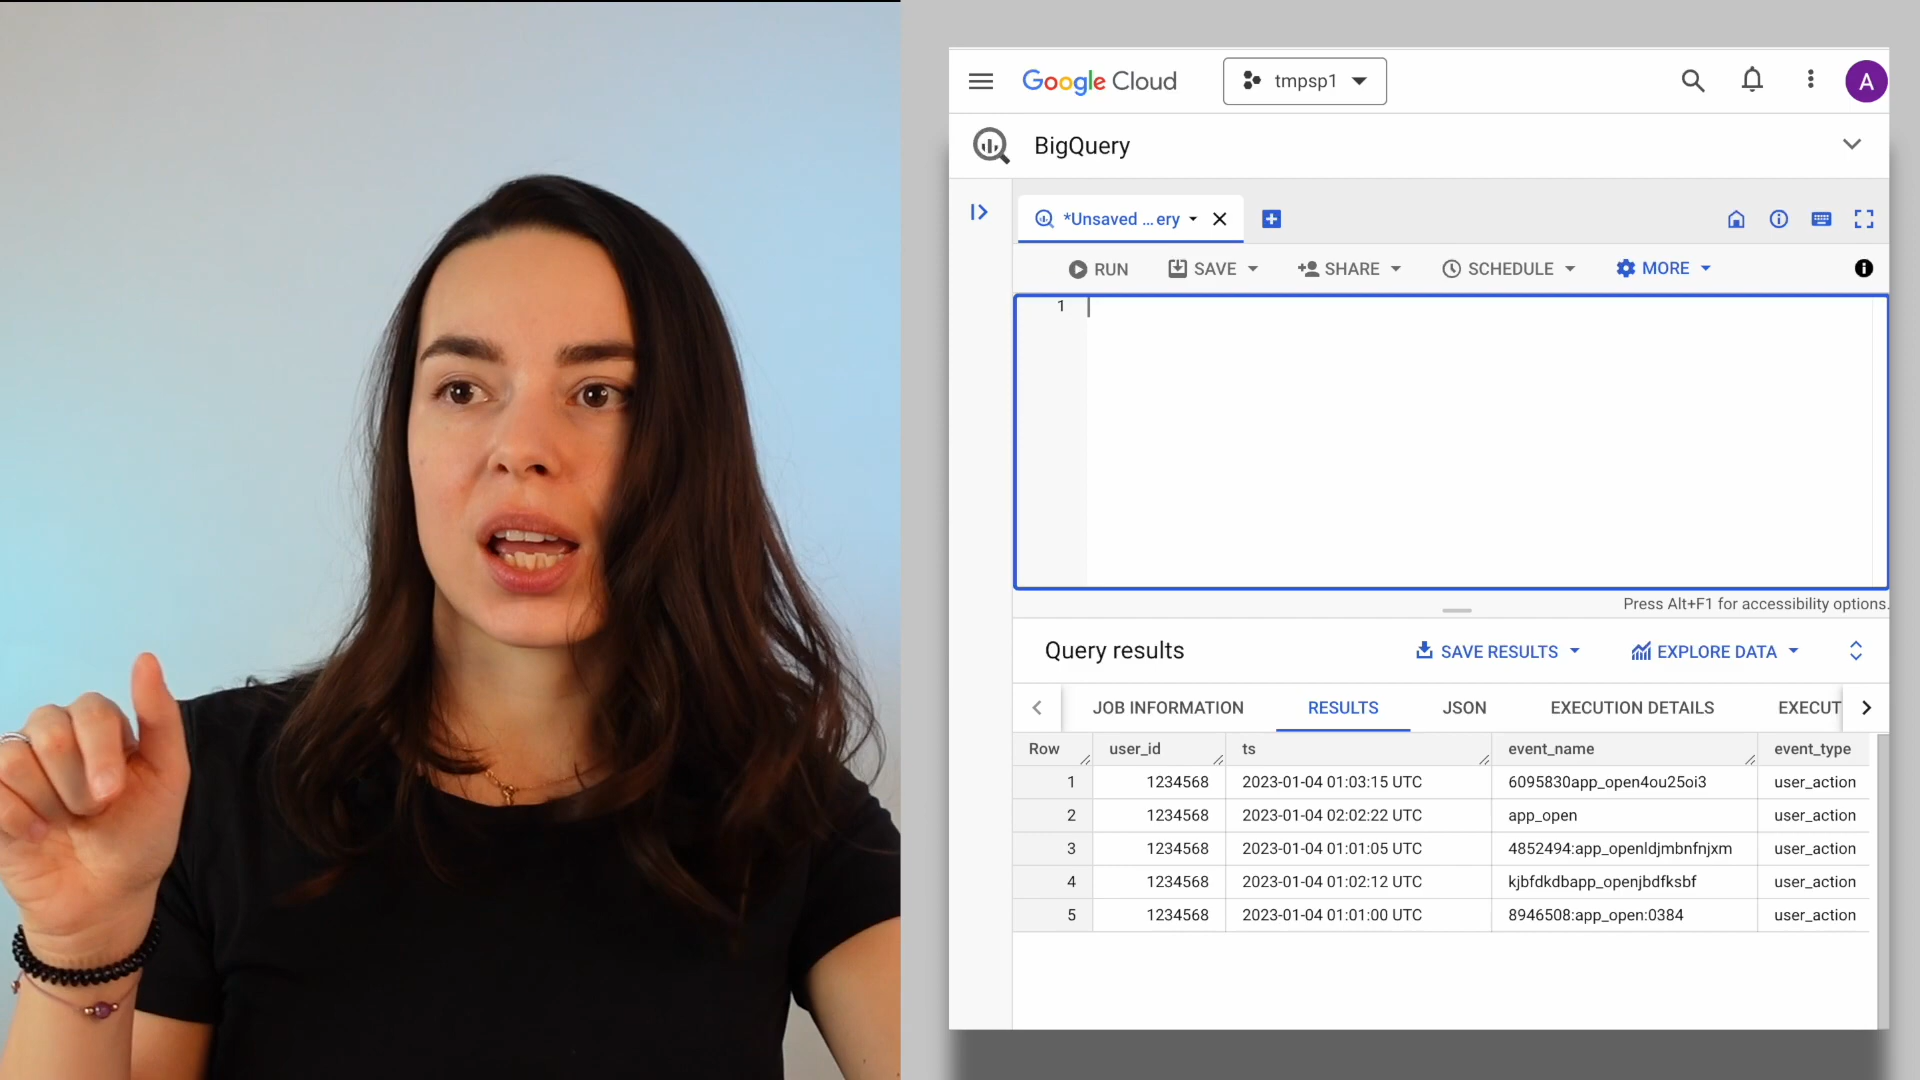 Google Cloud tmpsp1 A
BigQuery
*Unsaved ...ery
RUN SAVE SHARE SCHEDULE MORE
1
Press Alt+F1 for accessibility options.
Query results SAVE RESULTS EXPLORE DATA
JOB INFORMATION RESULTS JSON EXECUTION DETAILS EXECUT
Row user_id ts event_name event_type
1 1234568 2023-01-04 01:03:15 UTC 6095830app_open4ou25oi3 user_action
2 1234568 2023-01-04 02:02:22 UTC app_open user_action
3 1234568 2023-01-04 01:01:05 UTC 4852494:app_openldjmbnfnjxm user_action
4 1234568 2023-01-04 01:02:12 UTC kjbfdkdbapp_openjbdfksbf user_action
5 1234568 2023-01-04 01:01:00 UTC 8946508:app_open:0384 user_action